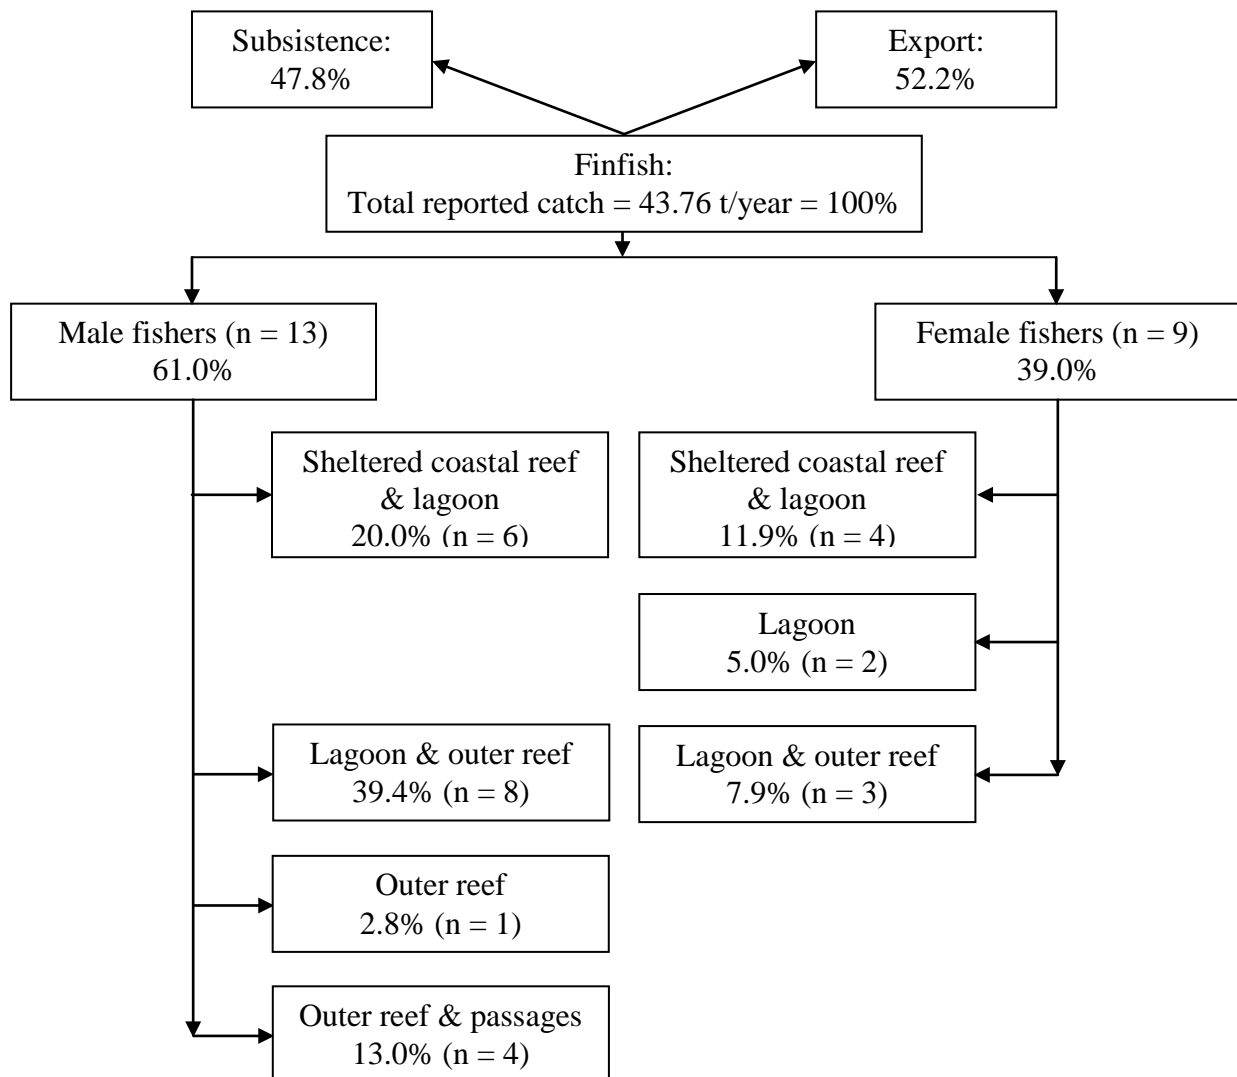 Subsistence:
47.8%
Export:
52.2%
Finfish:
Total reported catch = 43.76 t/year = 100%
Male fishers (n = 13)
61.0%
Female fishers (n = 9)
39.0%
Sheltered coastal reef
& lagoon
20.0% (n = 6)
Sheltered coastal reef
& lagoon
11.9% (n = 4)
Lagoon
5.0% (n = 2)
Lagoon & outer reef
39.4% (n = 8)
Lagoon & outer reef
7.9% (n = 3)
Outer reef
2.8% (n = 1)
Outer reef & passages
13.0% (n = 4)